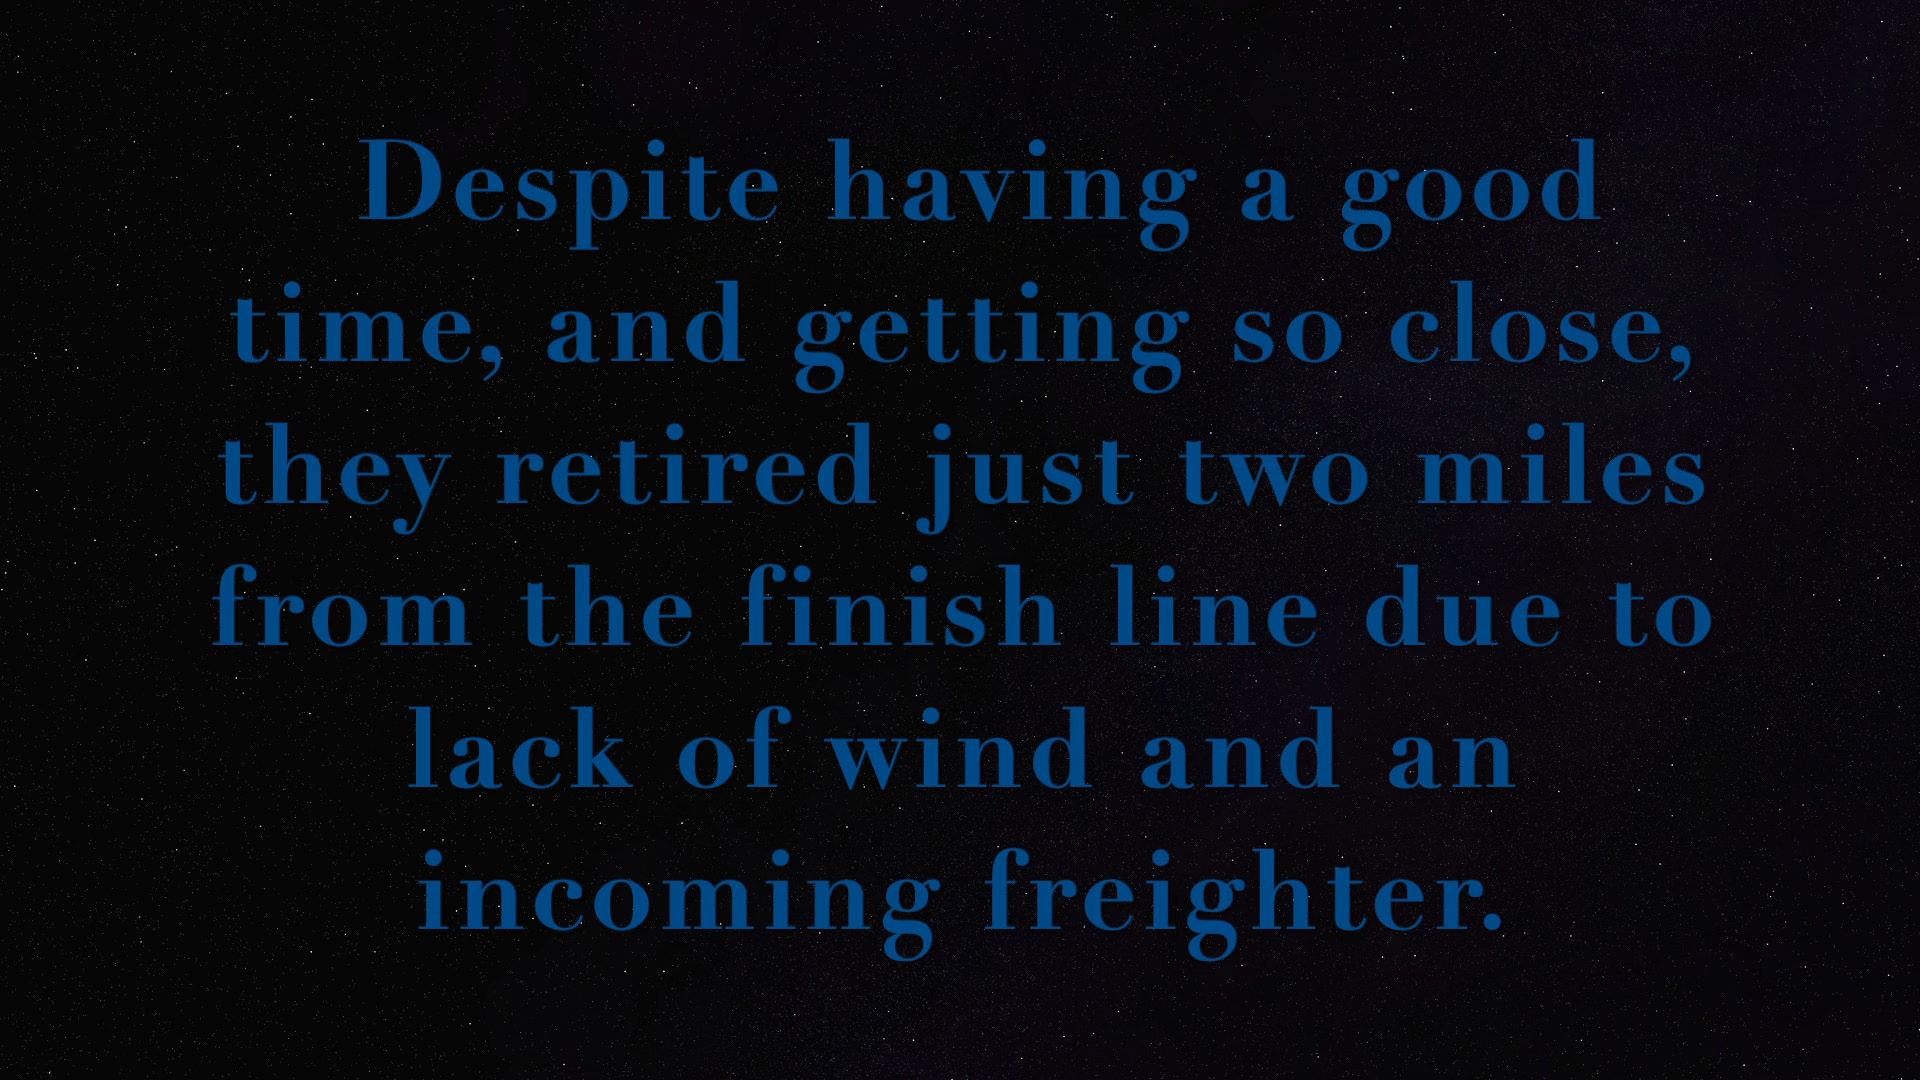 Despite having a good
time, and getting so close,
they retired just two miles
from the finish line due to
lack of wind and an
incoming freighter.